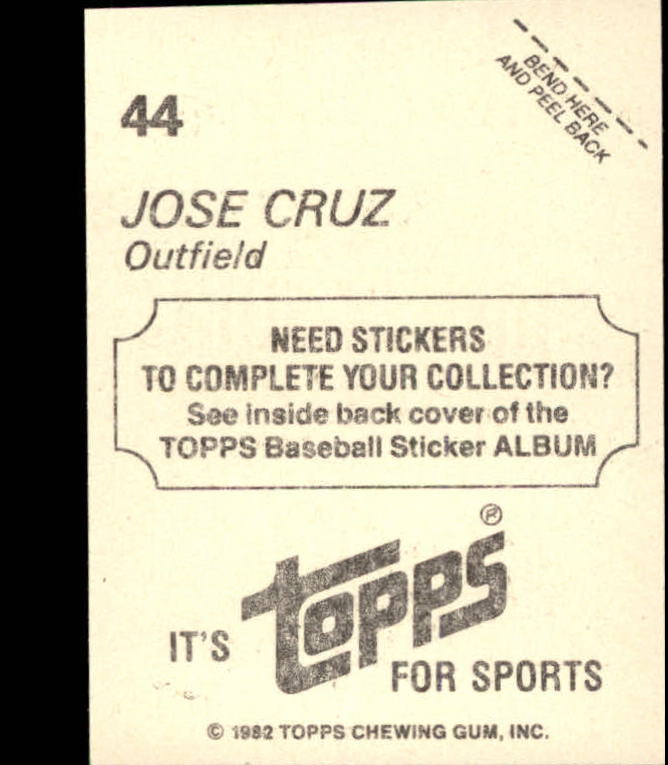 44
BEND HERE
AND PEEL BACK
JOSE CRUZ
Outfield
NEED STICKERS
TO COMPLETE YOUR COLLECTION?
See inside back cover of the
TOPPS Baseball Sticker ALBUM
IT'S topps® FOR SPORTS
© 1982 TOPPS CHEWING GUM, INC.